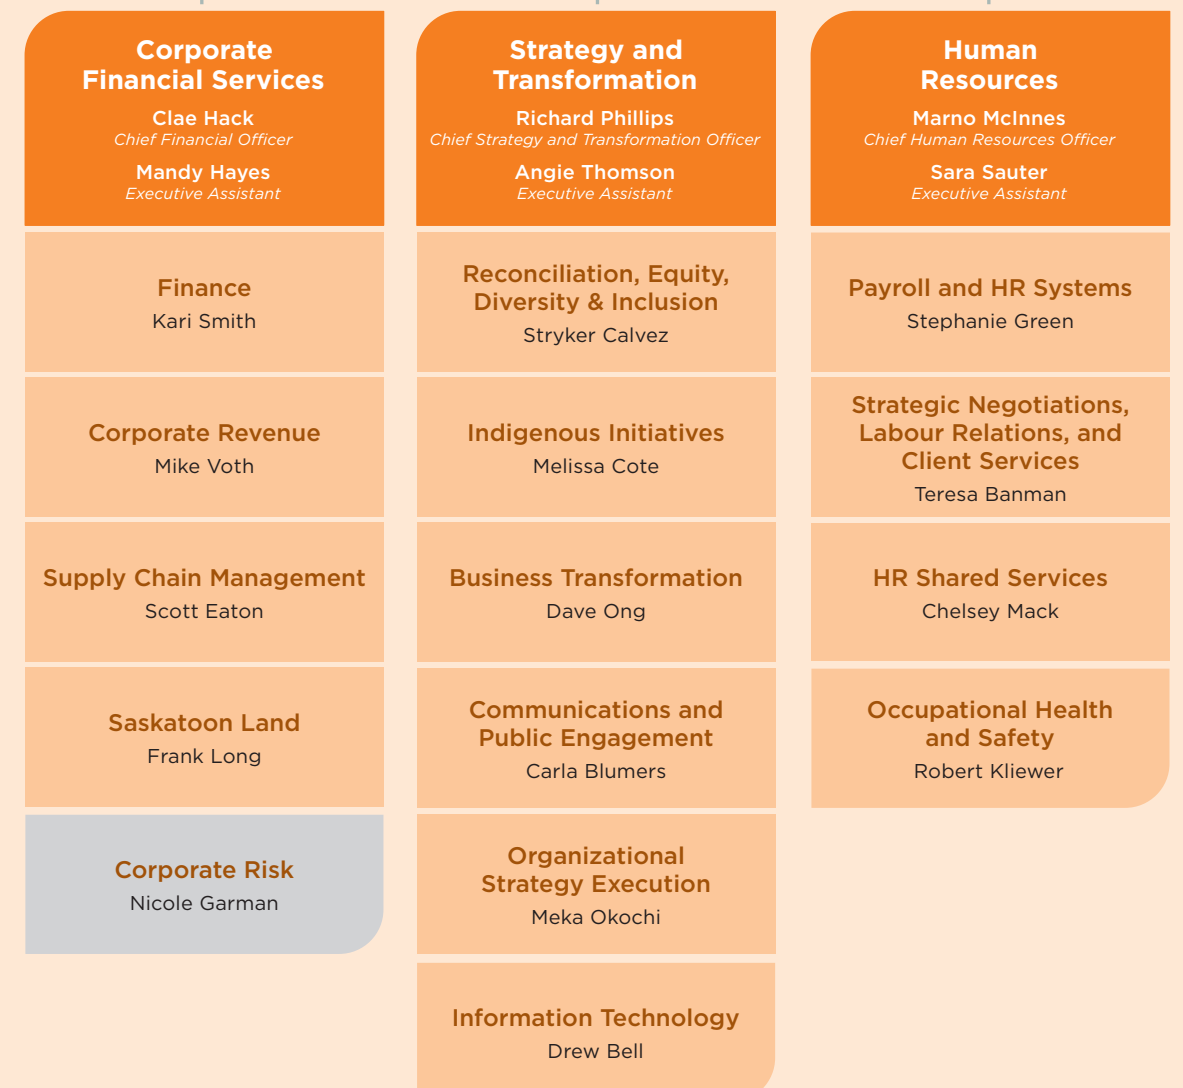 Corporate
Financial Services
Clae Hack
Chief Financial Officer
Mandy Hayes
Executive Assistant
Finance
Kari Smith
Corporate Revenue
Mike Voth
Supply Chain Management
Scott Eaton
Saskatoon Land
Frank Long
Corporate Risk
Nicole Garman
Strategy and
Transformation
Richard Phillips
Chief Strategy and Transformation Officer
Angie Thomson
Executive Assistant
Reconciliation, Equity,
Diversity & Inclusion
Stryker Calvez
Indigenous Initiatives
Melissa Cote
Business Transformation
Dave Ong
Communications and
Public Engagement
Carla Blumers
Organizational
Strategy Execution
Meka Okochi
Information Technology
Drew Bell
Human
Resources
Marno McInnes
Chief Human Resources Officer
Sara Sauter
Executive Assistant
Payroll and HR Systems
Stephanie Green
Strategic Negotiations,
Labour Relations, and
Client Services
Teresa Banman
HR Shared Services
Chelsey Mack
Occupational Health
and Safety
Robert Kliewer